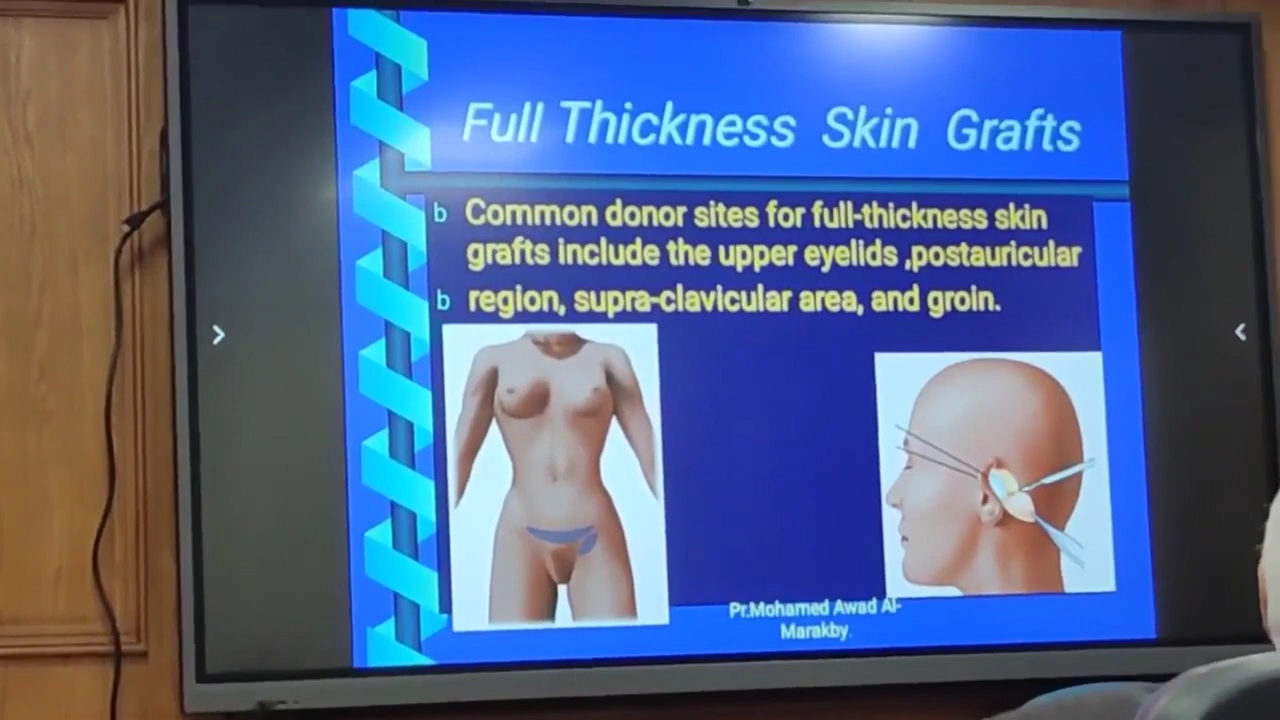 Full Thickness Skin Grafts
b Common donor sites for full-thickness skin
grafts include the upper eyelids ,postauricular
b region, supra-clavicular area, and groin.
Pr.Mohamed Awad Al-
Marakby.